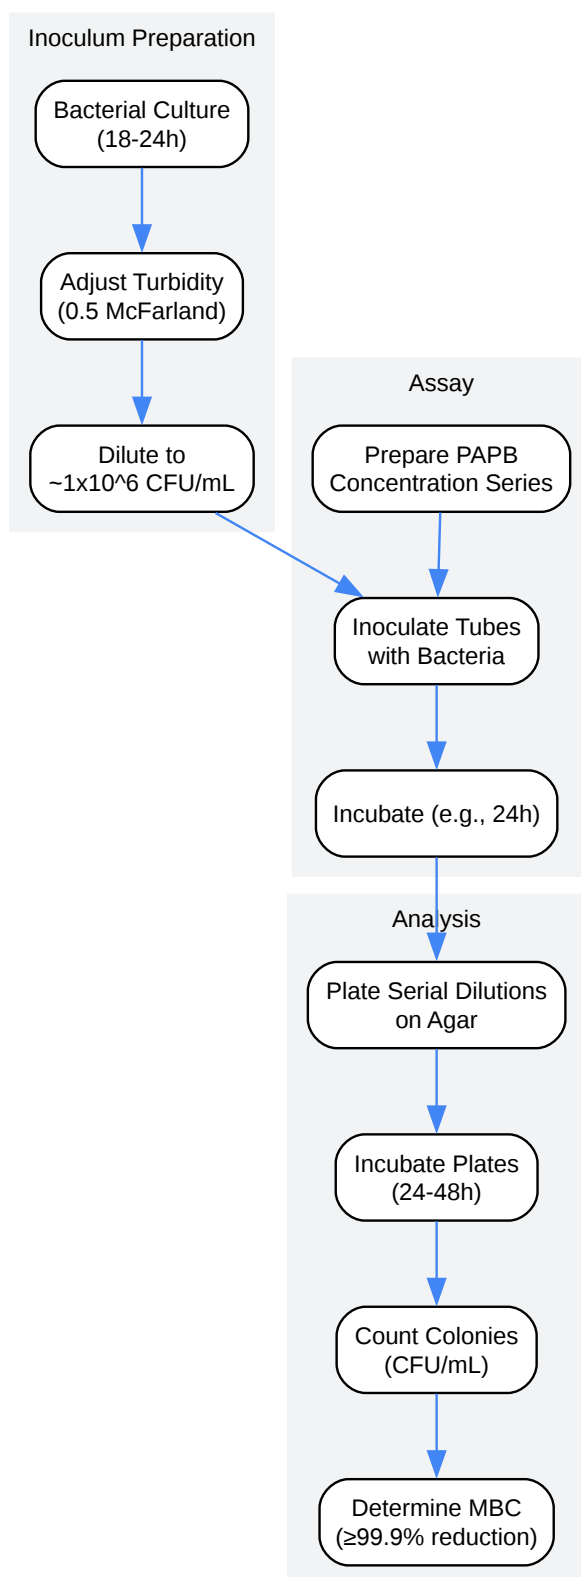 Inoculum Preparation
Bacterial Culture
(18-24h)
Adjust Turbidity
(0.5 McFarland)
Dilute to
~1x10^6 CFU/mL
Assay
Prepare PAPB
Concentration Series
Inoculate Tubes
with Bacteria
Incubate (e.g., 24h)
Analysis
Plate Serial Dilutions
on Agar
Incubate Plates
(24-48h)
Count Colonies
(CFU/mL)
Determine MBC
(≥99.9% reduction)